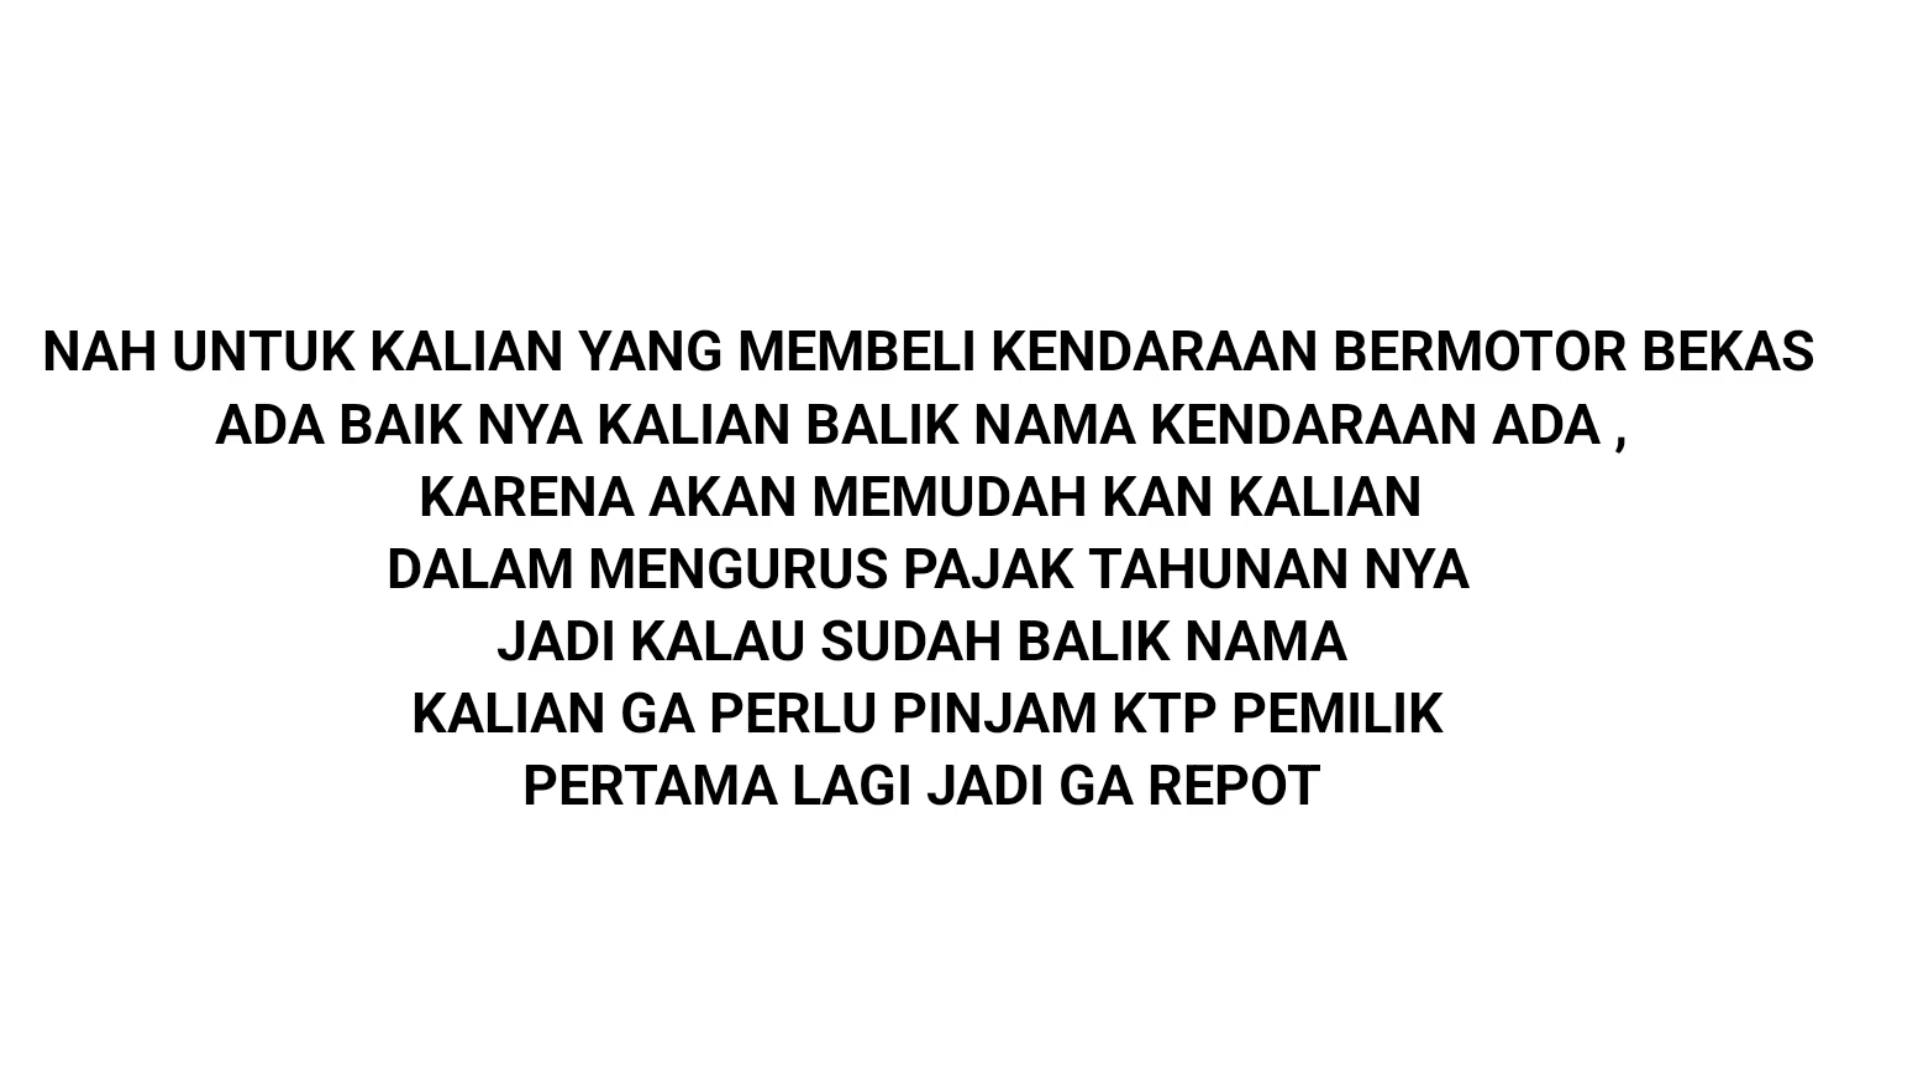 NAH UNTUK KALIAN YANG MEMBELI KENDARAAN BERMOTOR BEKAS
ADA BAIK NYA KALIAN BALIK NAMA KENDARAAN ADA ,
KARENA AKAN MEMUDAH KAN KALIAN
DALAM MENGURUS PAJAK TAHUNAN NYA
JADI KALAU SUDAH BALIK NAMA
KALIAN GA PERLU PINJAM KTP PEMILIK
PERTAMA LAGI JADI GA REPOT